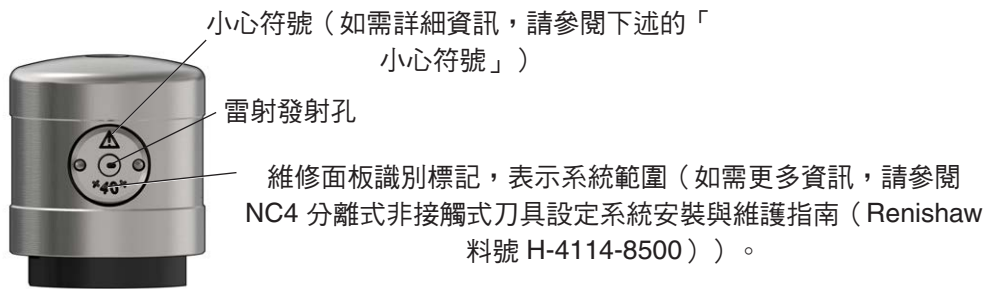 小心符號（如需詳細資訊，請參閱下述的「
小心符號」）
雷射發射孔
維修面板識別標記，表示系統範圍（如需更多資訊，請參閱
NC4 分離式非接觸式刀具設定系統安裝與維護指南（Renishaw
料號 H-4114-8500））。
"40"